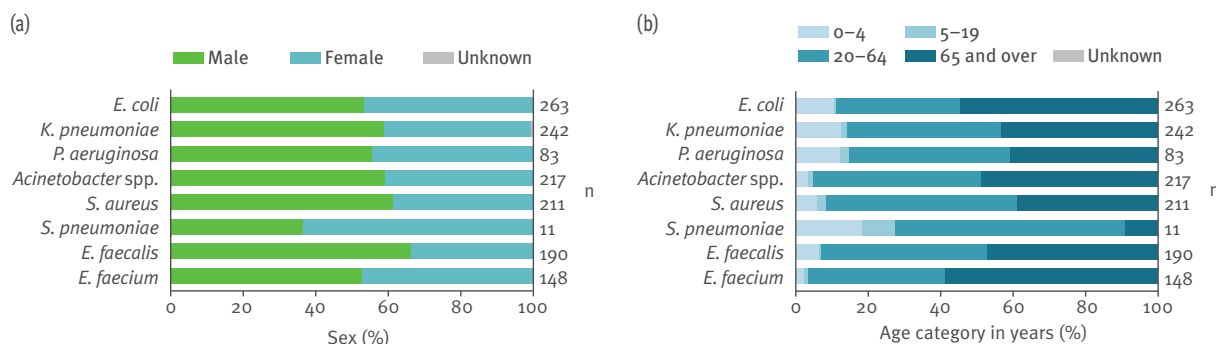 (a)
Male Female Unknown
E. coli 263
K. pneumoniae 242
P. aeruginosa 83
Acinetobacter spp. 217
n
S. aureus 211
S. pneumoniae 11
E. faecalis 190
E. faecium 148
0 20 40 60 80 100
Sex (%)
(b)
0–4 5–19
20–64 65 and over Unknown
E. coli 263
K. pneumoniae 242
P. aeruginosa 83
Acinetobacter spp. 217
n
S. aureus 211
S. pneumoniae 11
E. faecalis 190
E. faecium 148
0 20 40 60 80 100
Age category in years (%)